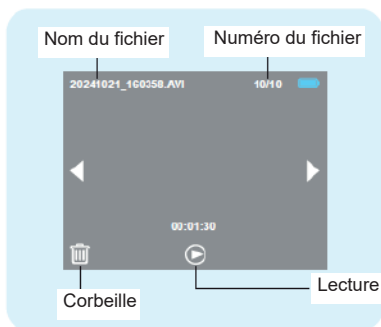 Nom du fichier
Numéro du fichier
20241021_160358.AVI
10/10
00:01:30
Lecture
Corbeille